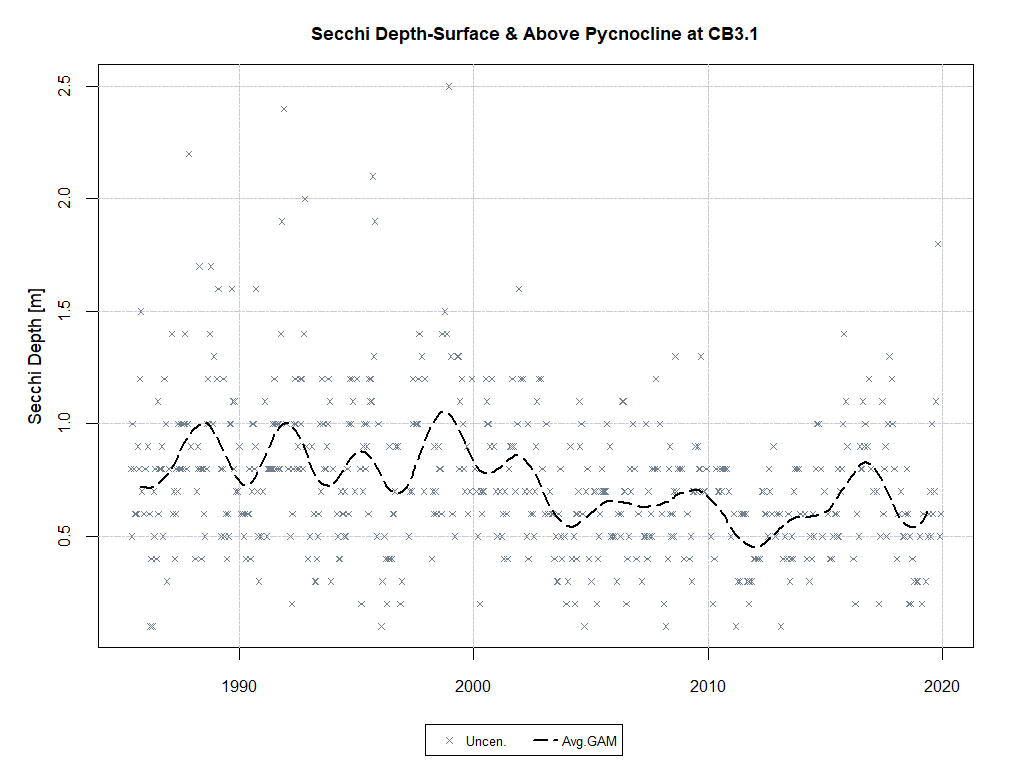 Secchi Depth-Surface & Above Pycnocline at CB3.1
Secchi Depth [m]
2.5
2.0
1.5
1.0
0.5
1990 2000 2010 2020
Uncen. Avg.GAM